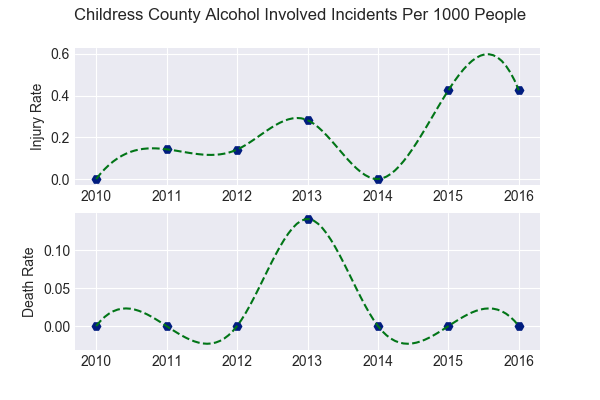 Childress County Alcohol Involved Incidents Per 1000 People
Injury Rate
0.6
0.4
0.2
0.0
2010 2011 2012 2013 2014 2015 2016
Death Rate
0.10
0.05
0.00
2010 2011 2012 2013 2014 2015 2016